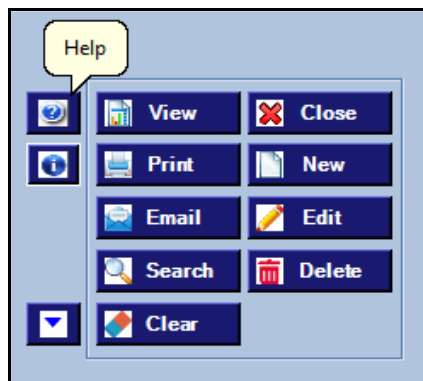 Help
View
Close
Print
New
Email
Edit
Search
Delete
Clear